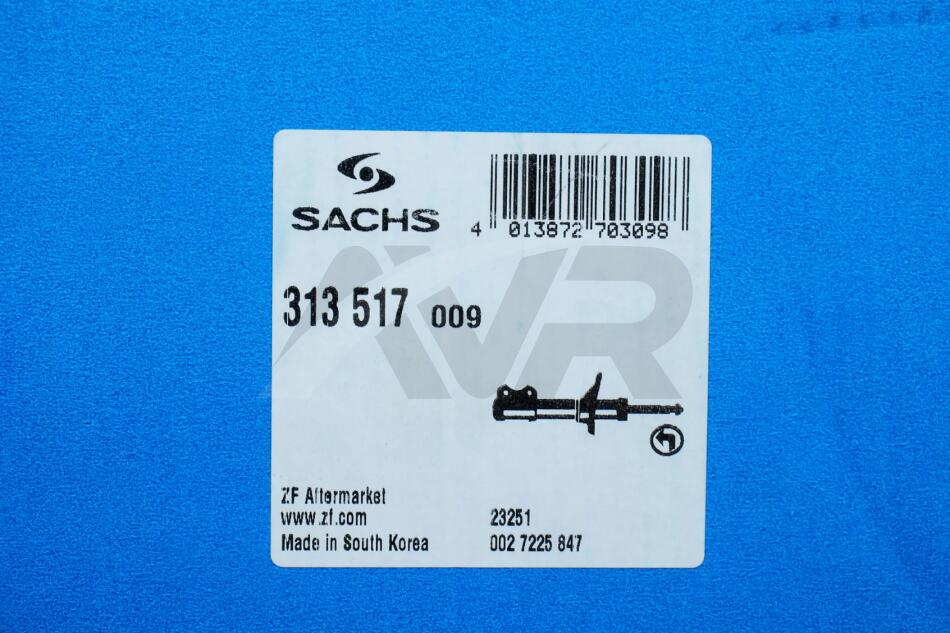 SACHS
4 013872 703098
313 517 009
AVR
ZF Aftermarket
www.zf.com
23251
Made in South Korea
002 7225 847